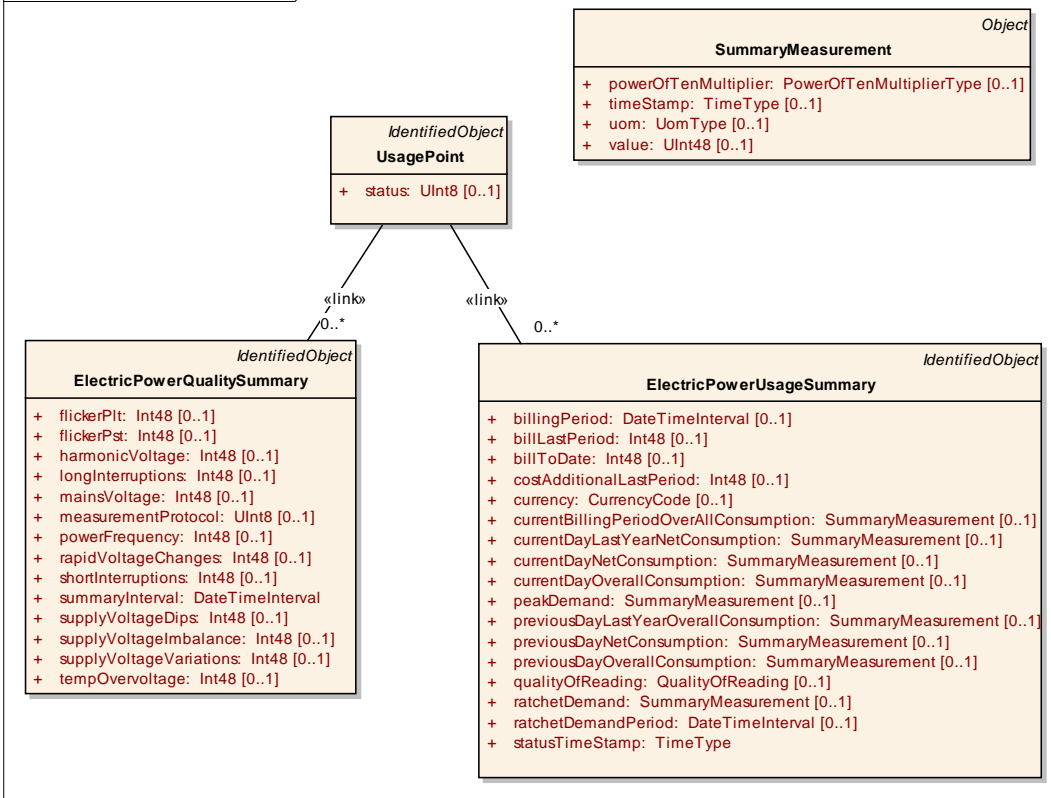 Object
SummaryMeasurement
+ powerOfTenMultiplier: PowerOfTenMultiplierType [0..1]
+ timeStamp: TimeType [0..1]
+ uom: UomType [0..1]
+ value: UInt48 [0..1]
IdentifiedObject
UsagePoint
+ status: UInt8 [0..1]
«link»
0..*
«link»
0..*
IdentifiedObject
ElectricPowerQualitySummary
+ flickerPlt: Int48 [0..1]
+ flickerPst: Int48 [0..1]
+ harmonicVoltage: Int48 [0..1]
+ longInterruptions: Int48 [0..1]
+ mainsVoltage: Int48 [0..1]
+ measurementProtocol: UInt8 [0..1]
+ powerFrequency: Int48 [0..1]
+ rapidVoltageChanges: Int48 [0..1]
+ shortInterruptions: Int48 [0..1]
+ summaryInterval: DateTimeInterval
+ supplyVoltageDips: Int48 [0..1]
+ supplyVoltageImbalance: Int48 [0..1]
+ supplyVoltageVariations: Int48 [0..1]
+ tempOvervoltage: Int48 [0..1]
IdentifiedObject
ElectricPowerUsageSummary
+ billingPeriod: DateTimeInterval [0..1]
+ billLastPeriod: Int48 [0..1]
+ billToDate: Int48 [0..1]
+ costAdditionalLastPeriod: Int48 [0..1]
+ currency: CurrencyCode [0..1]
+ currentBillingPeriodOverAllConsumption: SummaryMeasurement [0..1]
+ currentDayLastYearNetConsumption: SummaryMeasurement [0..1]
+ currentDayNetConsumption: SummaryMeasurement [0..1]
+ currentDayOverallConsumption: SummaryMeasurement [0..1]
+ peakDemand: SummaryMeasurement [0..1]
+ previousDayLastYearOverallConsumption: SummaryMeasurement [0..1]
+ previousDayNetConsumption: SummaryMeasurement [0..1]
+ previousDayOverallConsumption: SummaryMeasurement [0..1]
+ qualityOfReading: QualityOfReading [0..1]
+ ratchetDemand: SummaryMeasurement [0..1]
+ ratchetDemandPeriod: DateTimeInterval [0..1]
+ statusTimeStamp: TimeType